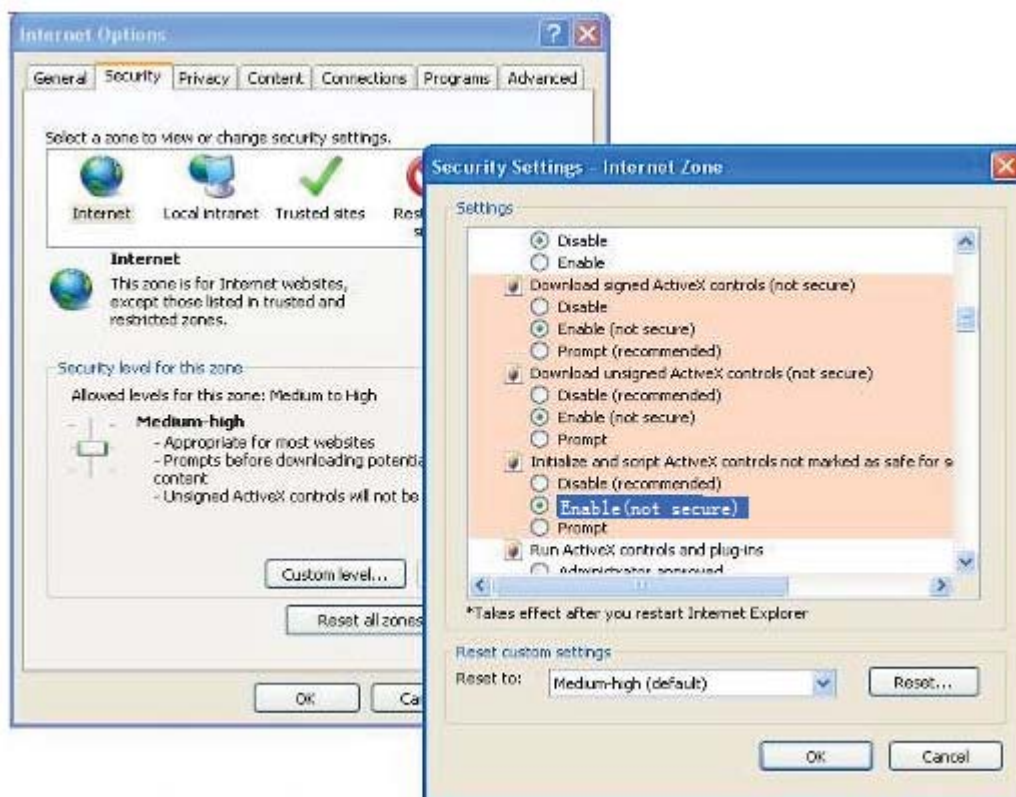 Internet Options
General Security Privacy Content Connections Programs Advanced
Select a zone to view or change security settings.
Internet Local intranet Trusted sites
Internet
This zone is for Internet websites,
except those listed in trusted and
restricted zones.
Security level for this zone
Allowed levels for this zone: Medium to High
Medium-high
- Appropriate for most websites
- Prompts before downloading
content
- Unsigned ActiveX controls will not be
Custom level...
Reset all zones
OK
Security Settings - Internet Zone
Settings
Disable
Enable
Download signed ActiveX controls (not secure)
Disable
Enable (not secure)
Prompt (recommended)
Download unsigned ActiveX controls (not secure)
Disable (recommended)
Enable (not secure)
Prompt
Initialize and script ActiveX controls not marked as safe for s
Disable (recommended)
Enable(not secure)
Prompt
Run ActiveX controls and plug-ins
Administrator approved
*Takes effect after you restart Internet Explorer
Reset custom settings
Reset to: Medium-high (default) Reset...
OK Cancel